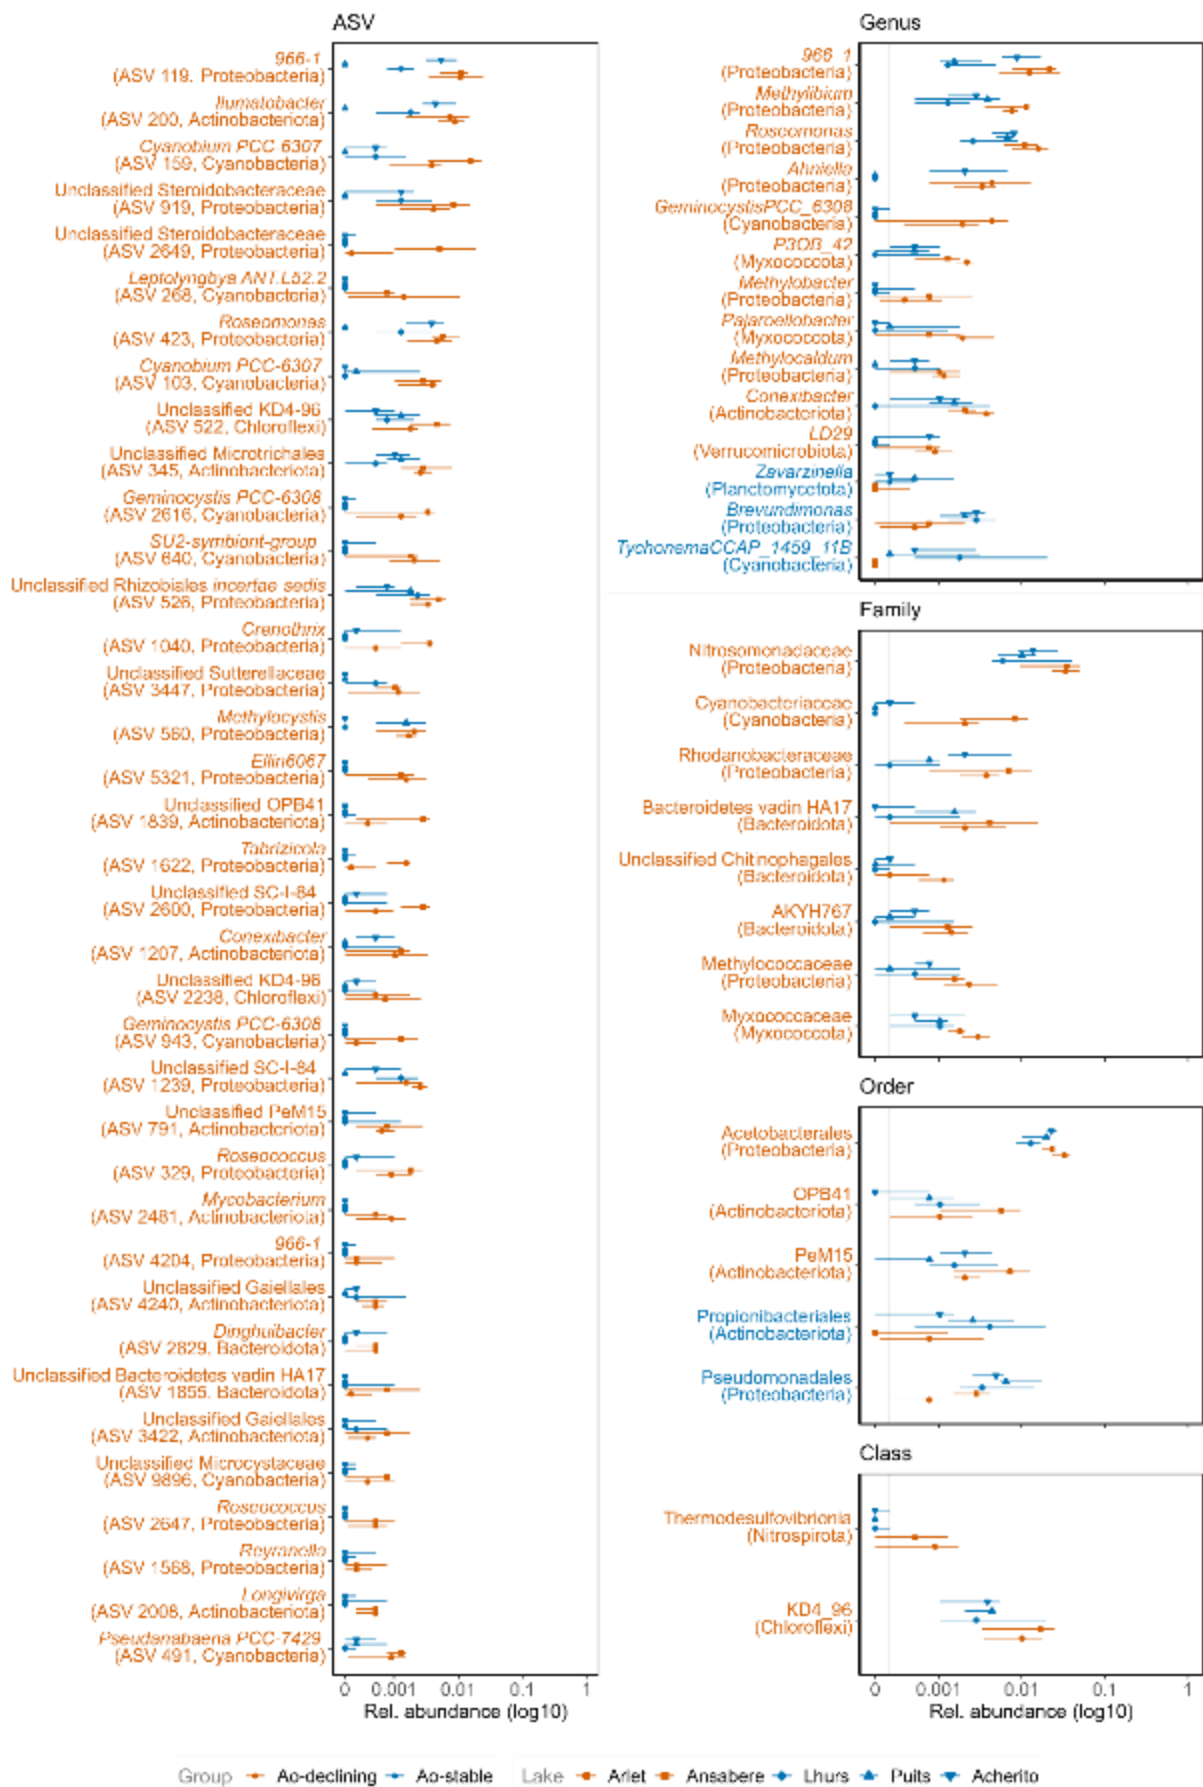 ASV
966-1
(ASV 119, Proteobacteria)
Ilumatobacter
(ASV 200, Actinobacteriota)
Cyanobium PCC 6307
(ASV 159, Cyanobacteria)
Unclassified Steroidobacteraceae
(ASV 919, Proteobacteria)
Unclassified Steroidobacteraceae
(ASV 2649, Proteobacteria)
Leptolyngbya ANT.L52.2
(ASV 268, Cyanobacteria)
Roseomonas
(ASV 423, Proteobacteria)
Cyanobium PCC-6307
(ASV 103, Cyanobacteria)
Unclassified KD4-96
(ASV 522, Chloroflexi)
Unclassified Microtrichales
(ASV 345, Actinobacteriota)
Geminocystis PCC-6308
(ASV 2616, Cyanobacteria)
SU2-symbiont-group
(ASV 640, Cyanobacteria)
Unclassified Rhizobiales incertae sedis
(ASV 526, Proteobacteria)
Crenothrix
(ASV 1040, Proteobacteria)
Unclassified Sutterellaceae
(ASV 3447, Proteobacteria)
Methylocystis
(ASV 560, Proteobacteria)
Ellin6067
(ASV 5321, Proteobacteria)
Unclassified OPB41
(ASV 1839, Actinobacteriota)
Tabrizicola
(ASV 1622, Proteobacteria)
Unclassified SC-I-84
(ASV 2600, Proteobacteria)
Conexibacter
(ASV 1207, Actinobacteriota)
Unclassified KD4-96
(ASV 2238, Chloroflexi)
Geminocystis PCC-6308
(ASV 943, Cyanobacteria)
Unclassified SC-I-84
(ASV 1239, Proteobacteria)
Unclassified PeM15
(ASV 791, Actinobacteriota)
Roseococcus
(ASV 329, Proteobacteria)
Mycobacterium
(ASV 2481, Actinobacteriota)
966-1
(ASV 4204, Proteobacteria)
Unclassified Gaiellales
(ASV 4240, Actinobacteriota)
Dinghuibacter
(ASV 2829, Bacteroidota)
Unclassified Bacteroidetes vadin HA17
(ASV 1855, Bacteroidota)
Unclassified Gaiellales
(ASV 3422, Actinobacteriota)
Unclassified Microcystaceae
(ASV 9896, Cyanobacteria)
Roseococcus
(ASV 2647, Proteobacteria)
Reyranella
(ASV 1568, Proteobacteria)
Longivirga
(ASV 2008, Actinobacteriota)
Pseudanabaena PCC-7429
(ASV 491, Cyanobacteria)
0 0.001 0.01 0.1 1
Rel. abundance (log10)
Genus
966_1
(Proteobacteria)
Methylibium
(Proteobacteria)
Roseomonas
(Proteobacteria)
Ahniella
(Proteobacteria)
GeminocystisPCC_6308
(Cyanobacteria)
P3OB_42
(Myxococcota)
Methylobacter
(Proteobacteria)
Pajaroellobacter
(Myxococcota)
Methylocaldum
(Proteobacteria)
Conexibacter
(Actinobacteriota)
LD29
(Verrucomicrobiota)
Zavarzinella
(Planctomycetota)
Brevundimonas
(Proteobacteria)
TychonemaCCAP_1459_11B
(Cyanobacteria)
Family
Nitrosomonadaceae
(Proteobacteria)
Cyanobacteriaceae
(Cyanobacteria)
Rhodanobacteraceae
(Proteobacteria)
Bacteroidetes vadin HA17
(Bacteroidota)
Unclassified Chitinophagales
(Bacteroidota)
AKYH767
(Bacteroidota)
Methylococcaceae
(Proteobacteria)
Myxococcaceae
(Myxococcota)
Order
Acetobacterales
(Proteobacteria)
OPB41
(Actinobacteriota)
PeM15
(Actinobacteriota)
Propionibacteriales
(Actinobacteriota)
Pseudomonadales
(Proteobacteria)
Class
Thermodesulfovibrionia
(Nitrospirota)
KD4_96
(Chloroflexi)
0 0.001 0.01 0.1 1
Rel. abundance (log10)
Group Ao-declining Ao-stable Lake Arlet Ansabere Lhurs Puits Acherito